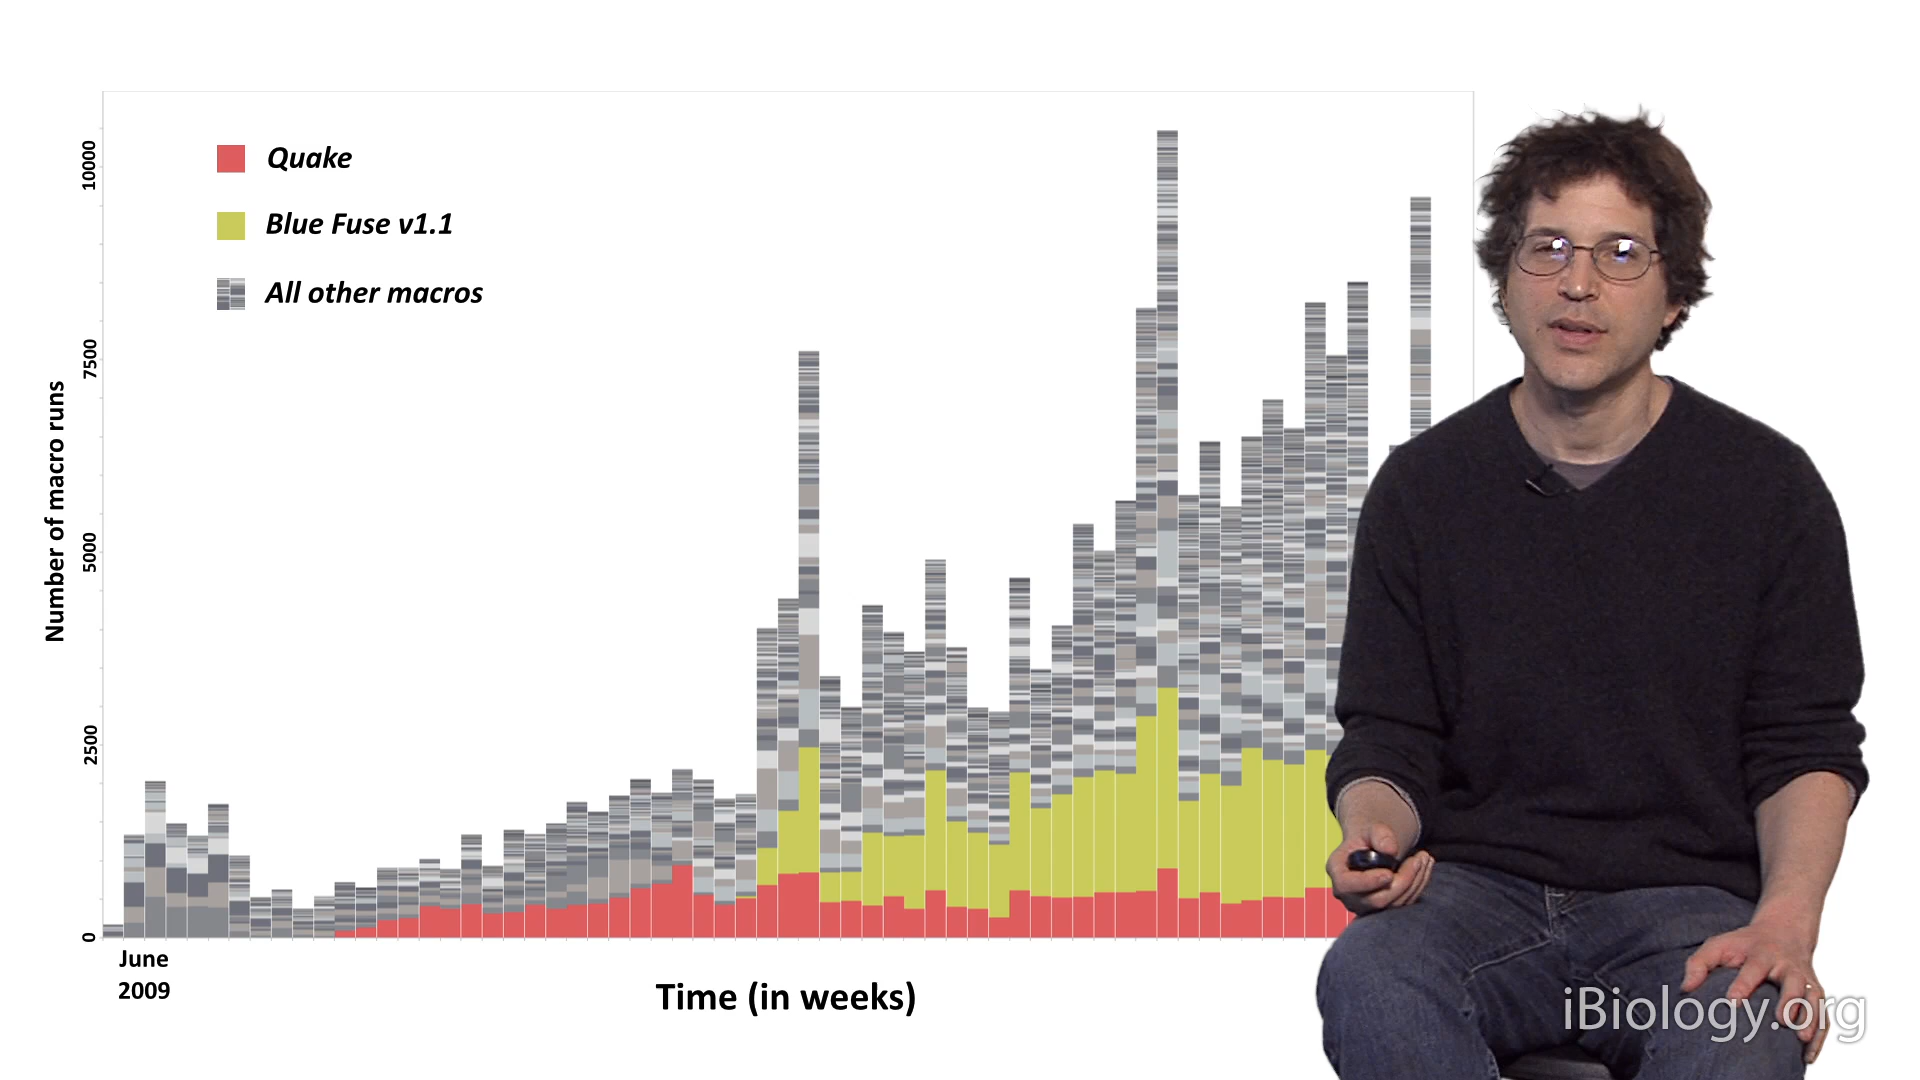 Quake
Blue Fuse v1.1
All other macros
Number of macro runs
10000
7500
5000
2500
0
June
2009
Time (in weeks)
iBiology.org